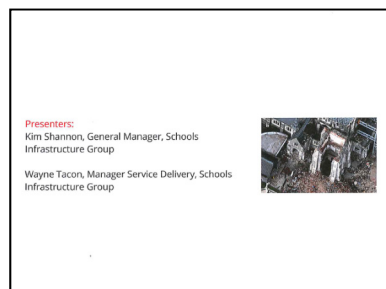 Presenters:
Kim Shannon, General Manager, Schools
Infrastructure Group
Wayne Tacon, Manager Service Delivery, Schools
Infrastructure Group